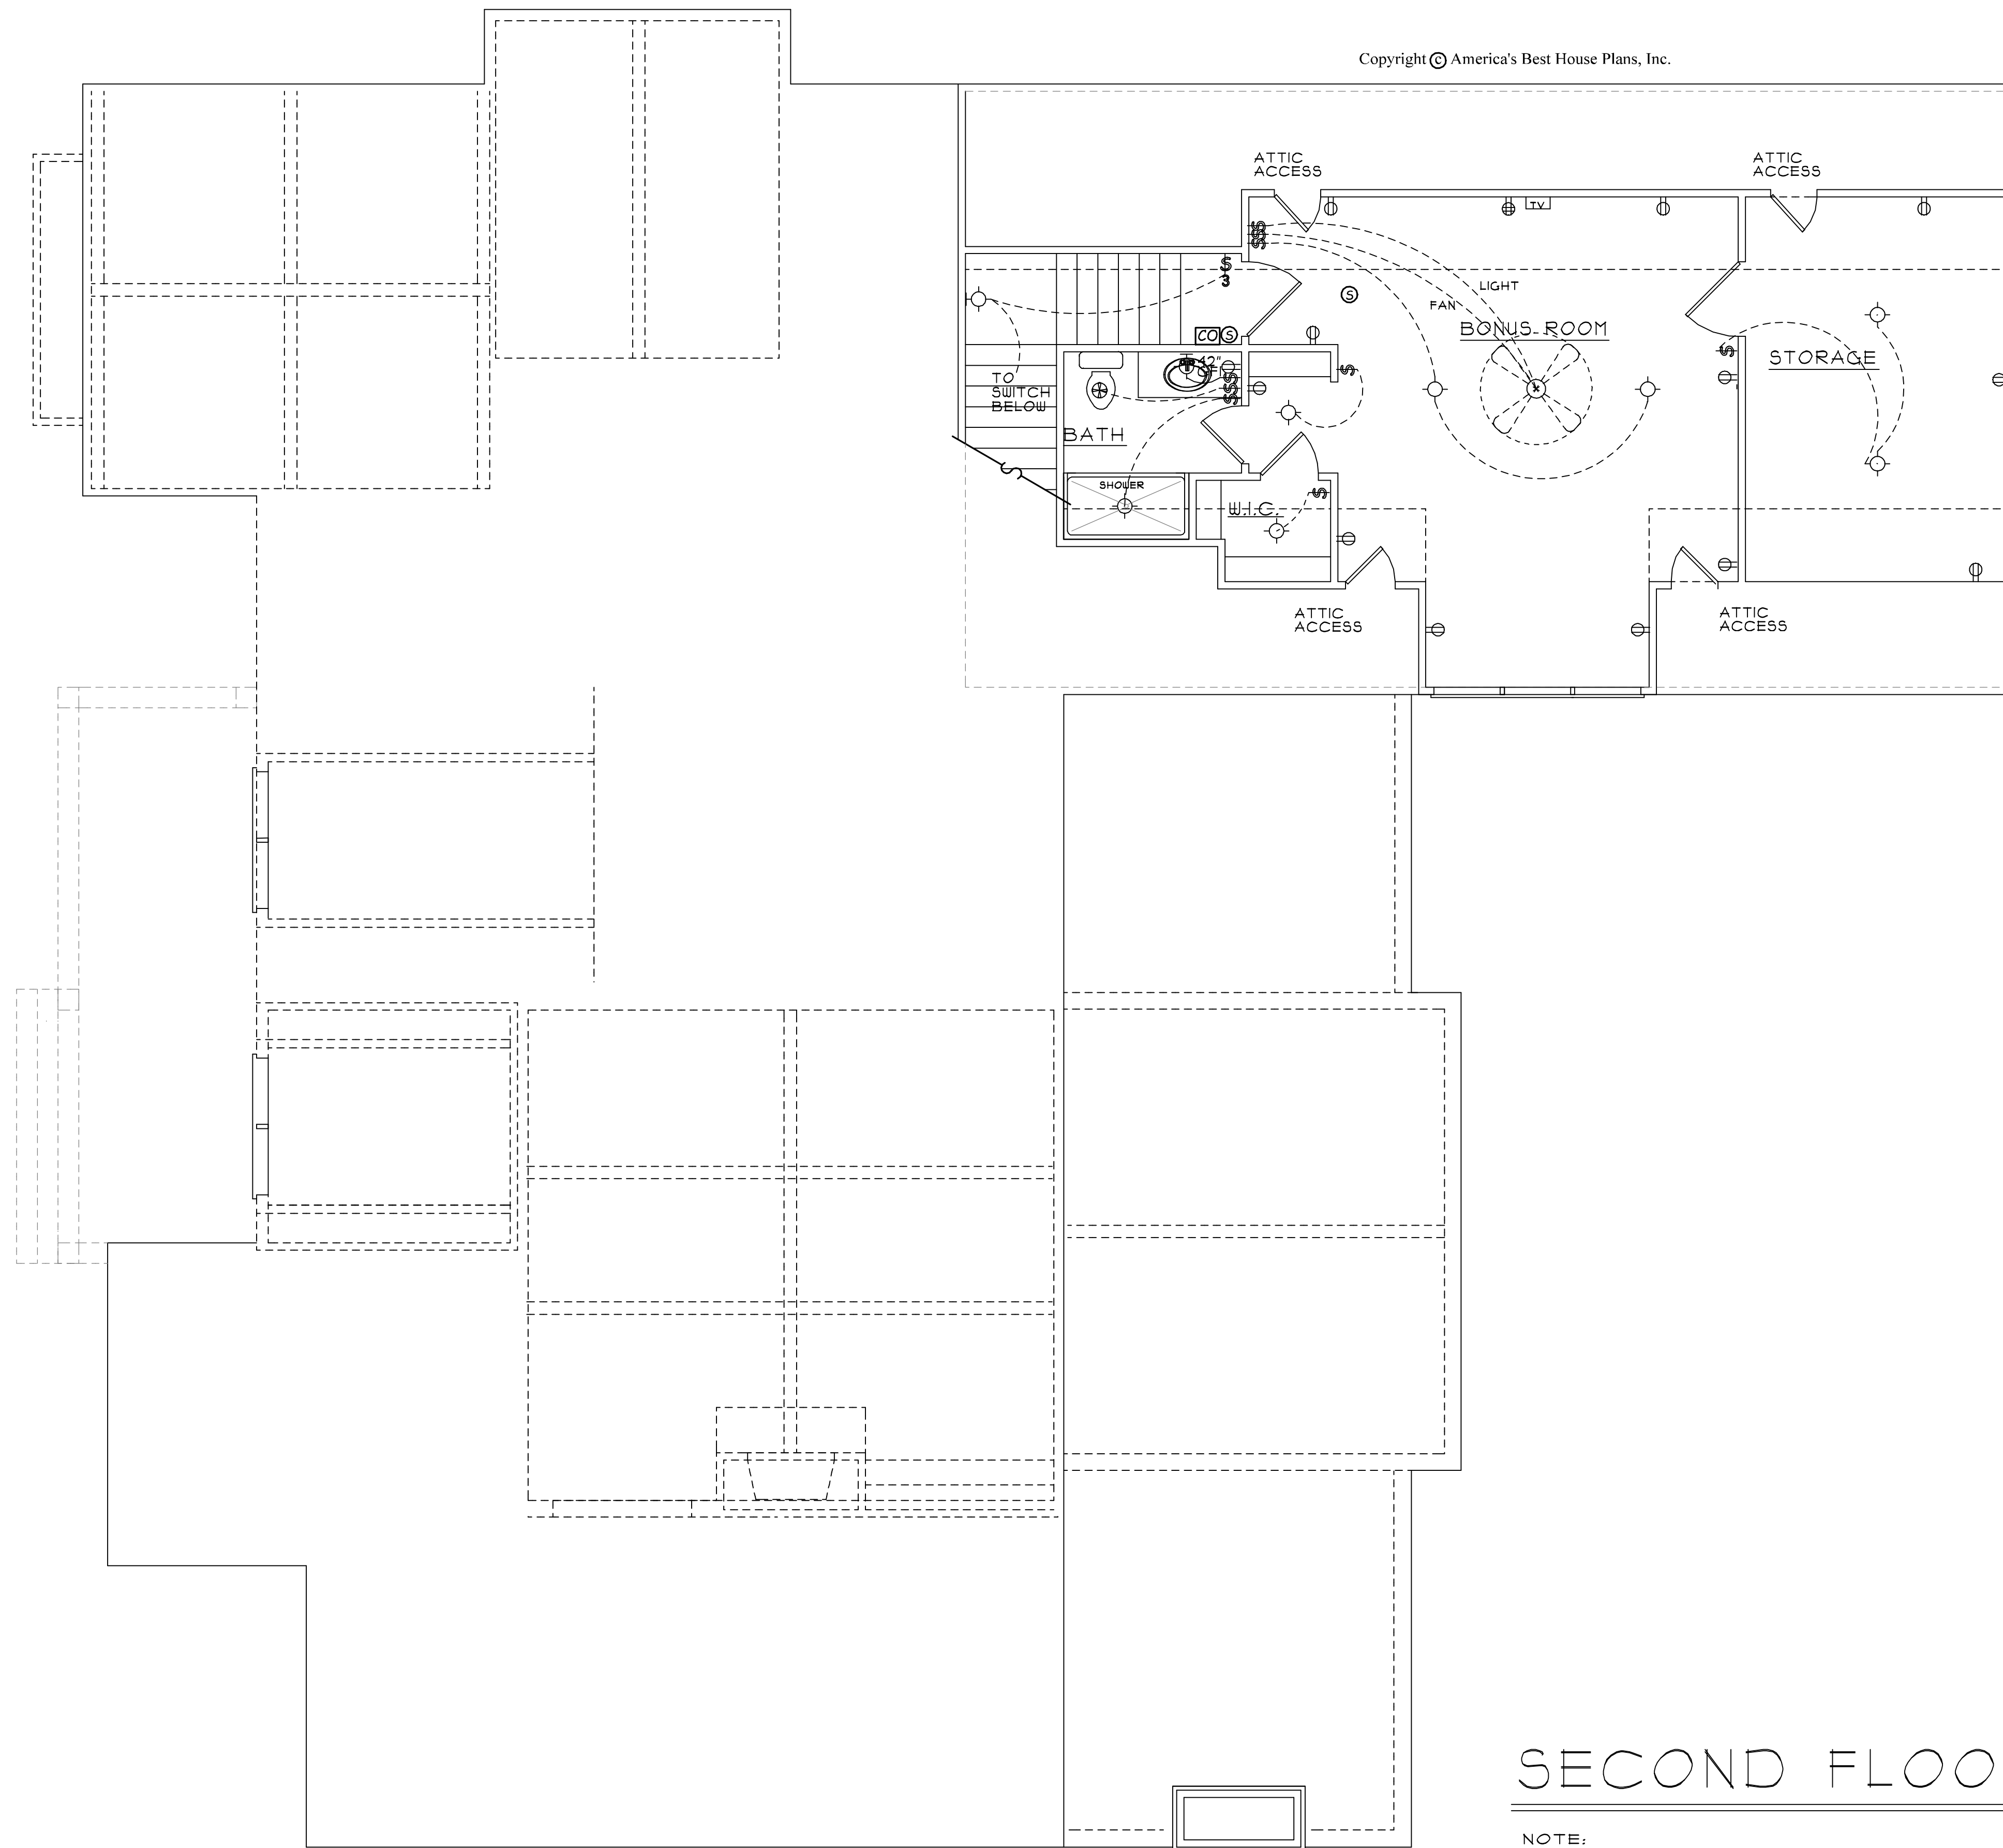 Copyright © America's Best House Plans, Inc.
ATTIC
ACCESS
ATTIC
ACCESS
TV
S
S
S
S
3
LIGHT
S
FAN
BONUS ROOM
CO S
S
STORAGE
42"
S
TO
SWITCH
BELOW
S
S
S
BATH
SHOWER
S
W.I.C.
ATTIC
ACCESS
ATTIC
ACCESS
SECOND FLOO
NOTE: